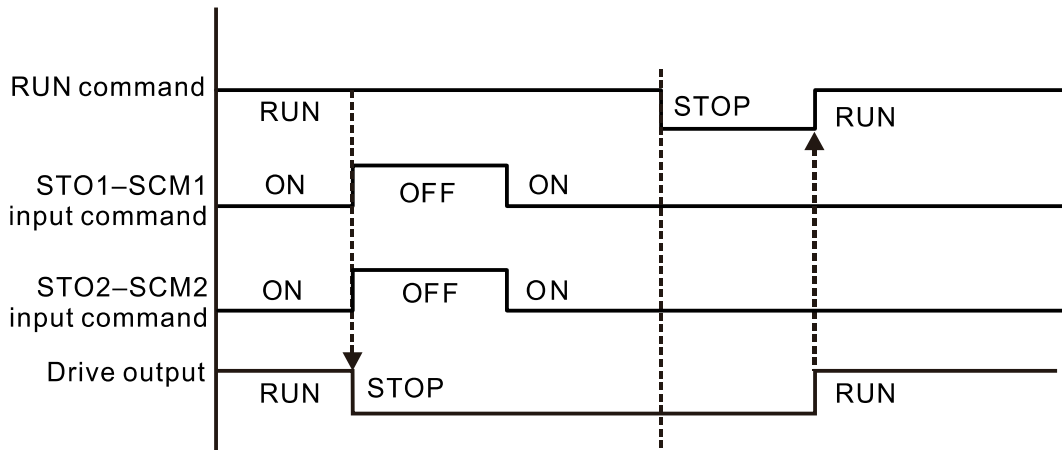 RUN command
RUN
STOP
RUN
STO1–SCM1
input command
ON
OFF
ON
STO2–SCM2
input command
ON
OFF
ON
Drive output
RUN
STOP
RUN